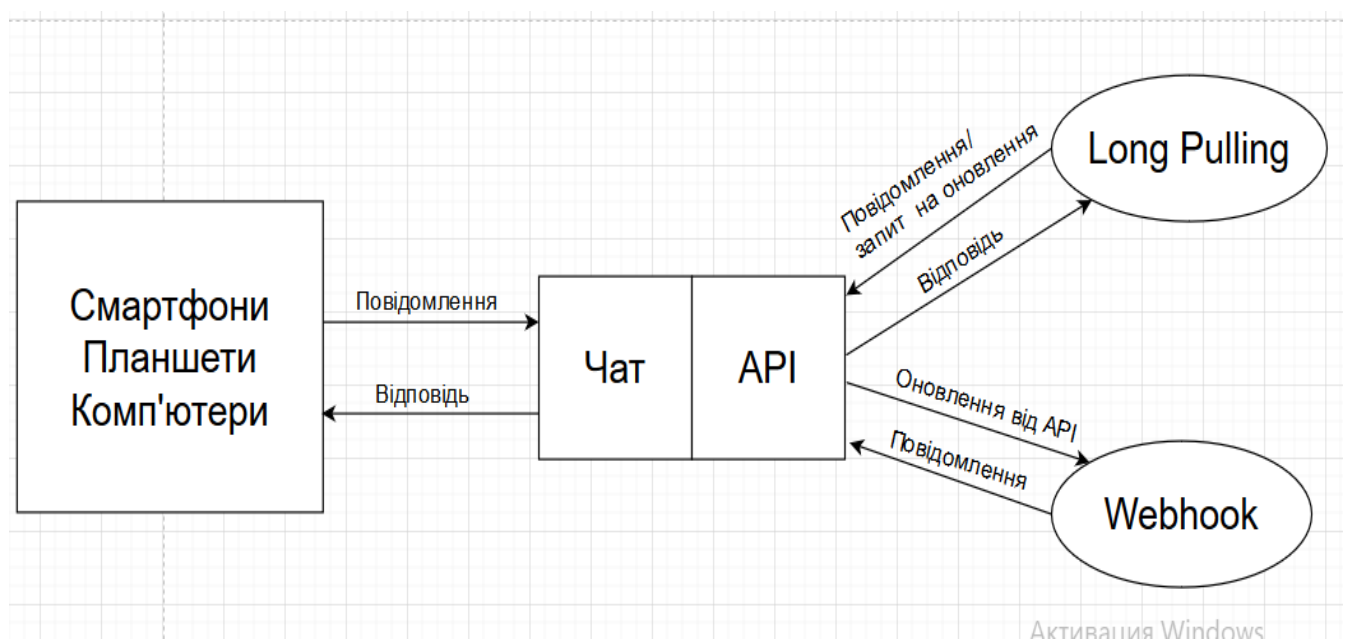 Смартфони
Планшети
Комп'ютери
Повідомлення
Відповідь
Чат
API
Повідомлення/
запит на оновлення
Відповідь
Long Pulling
Оновлення від API
Повідомлення
Webhook
Активация Windows